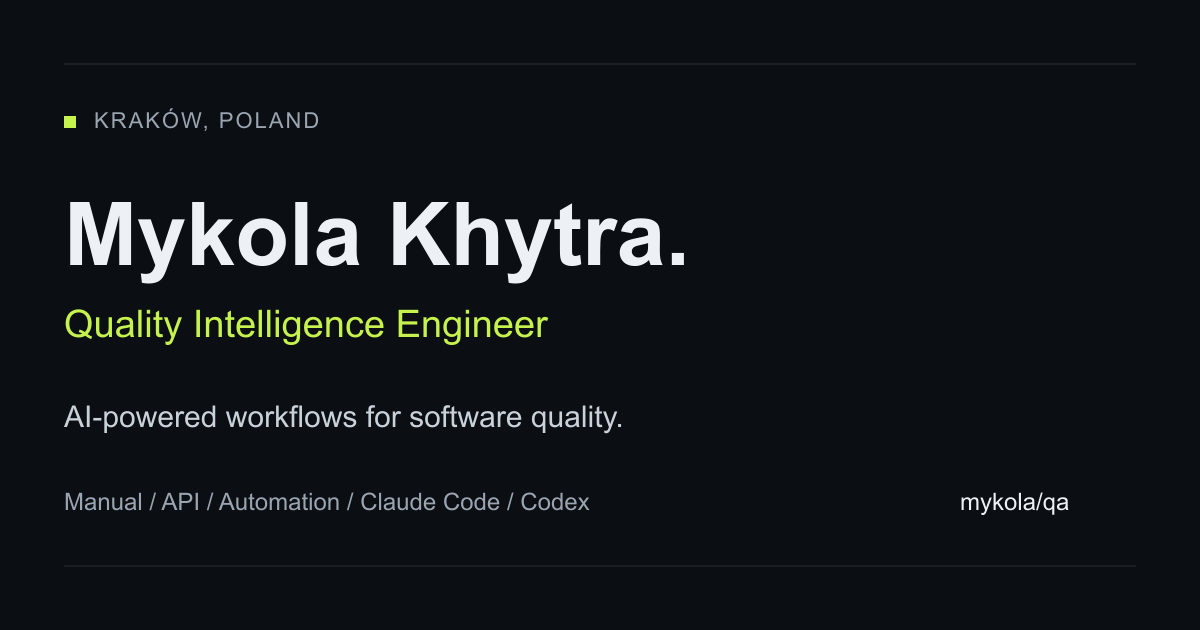 KRAKÓW, POLAND
Mykola Khytra.
Quality Intelligence Engineer
AI-powered workflows for software quality.
Manual / API / Automation / Claude Code / Codex
mykola/qa